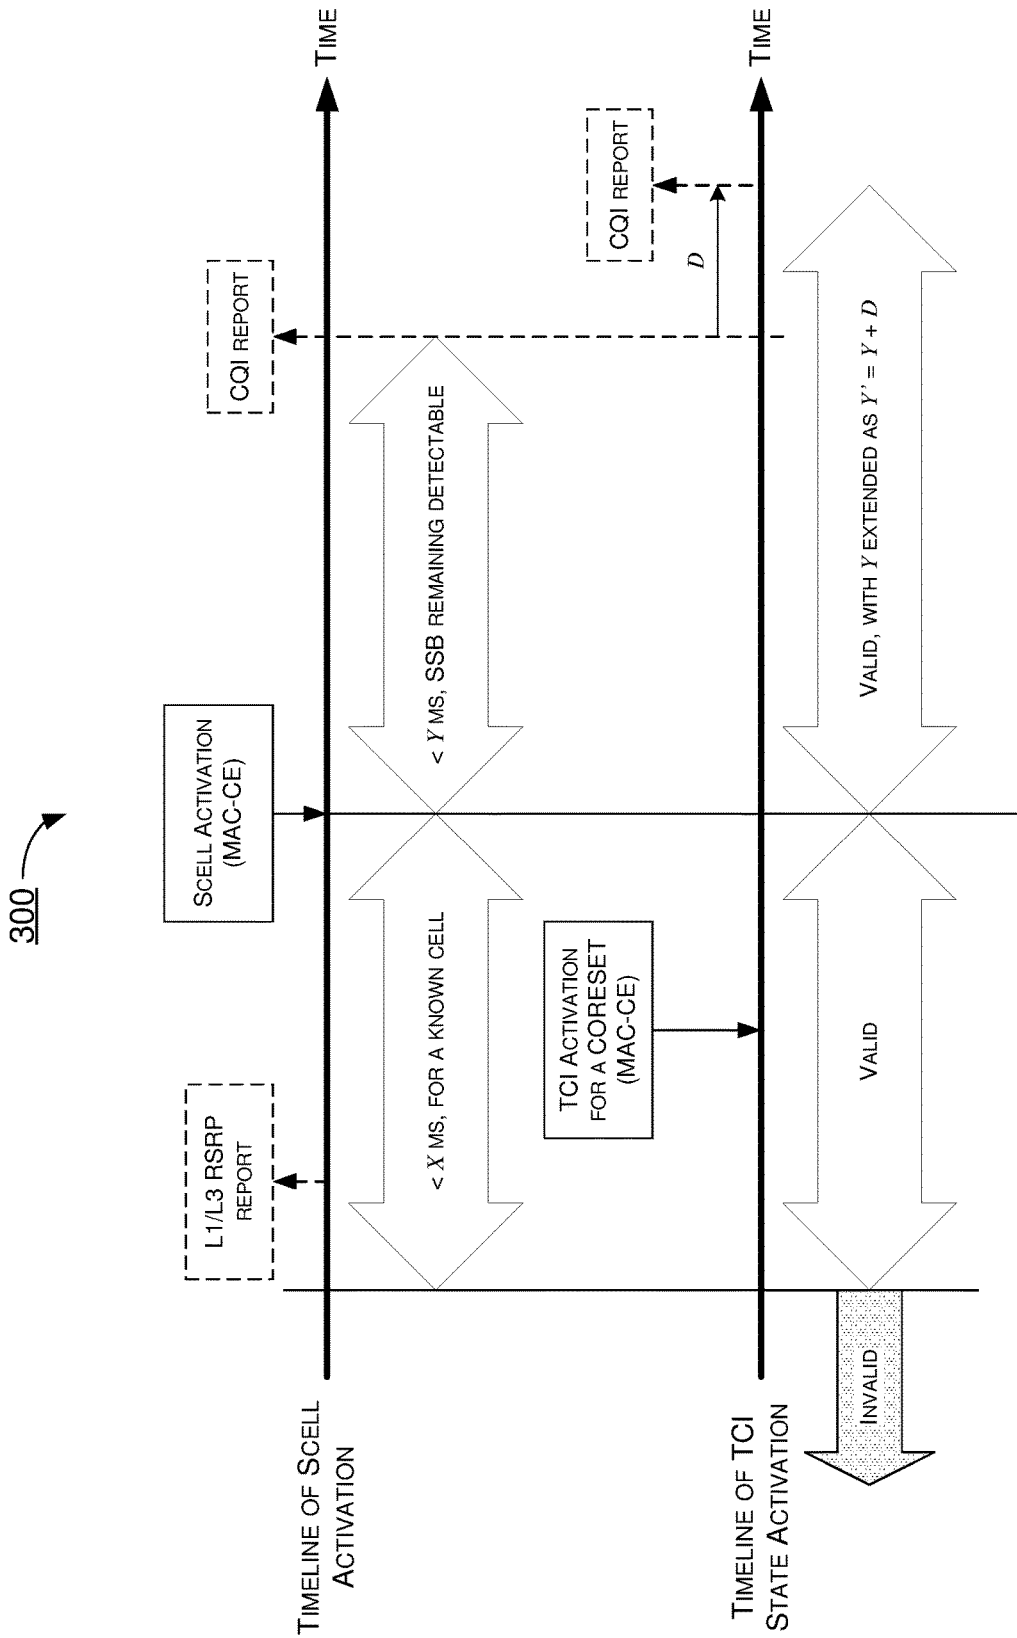 300
SCELL ACTIVATION
(MAC-CE)
L1/L3 RSRP
REPORT
CQI REPORT
TIMELINE OF SCELL
ACTIVATION
TIME
< X MS, FOR A KNOWN CELL
< Y MS, SSB REMAINING DETECTABLE
TCI ACTIVATION
FOR A CORESET
(MAC-CE)
CQI REPORT
D
TIMELINE OF TCI
STATE ACTIVATION
TIME
INVALID
VALID
VALID, WITH Y EXTENDED AS Y' = Y + D